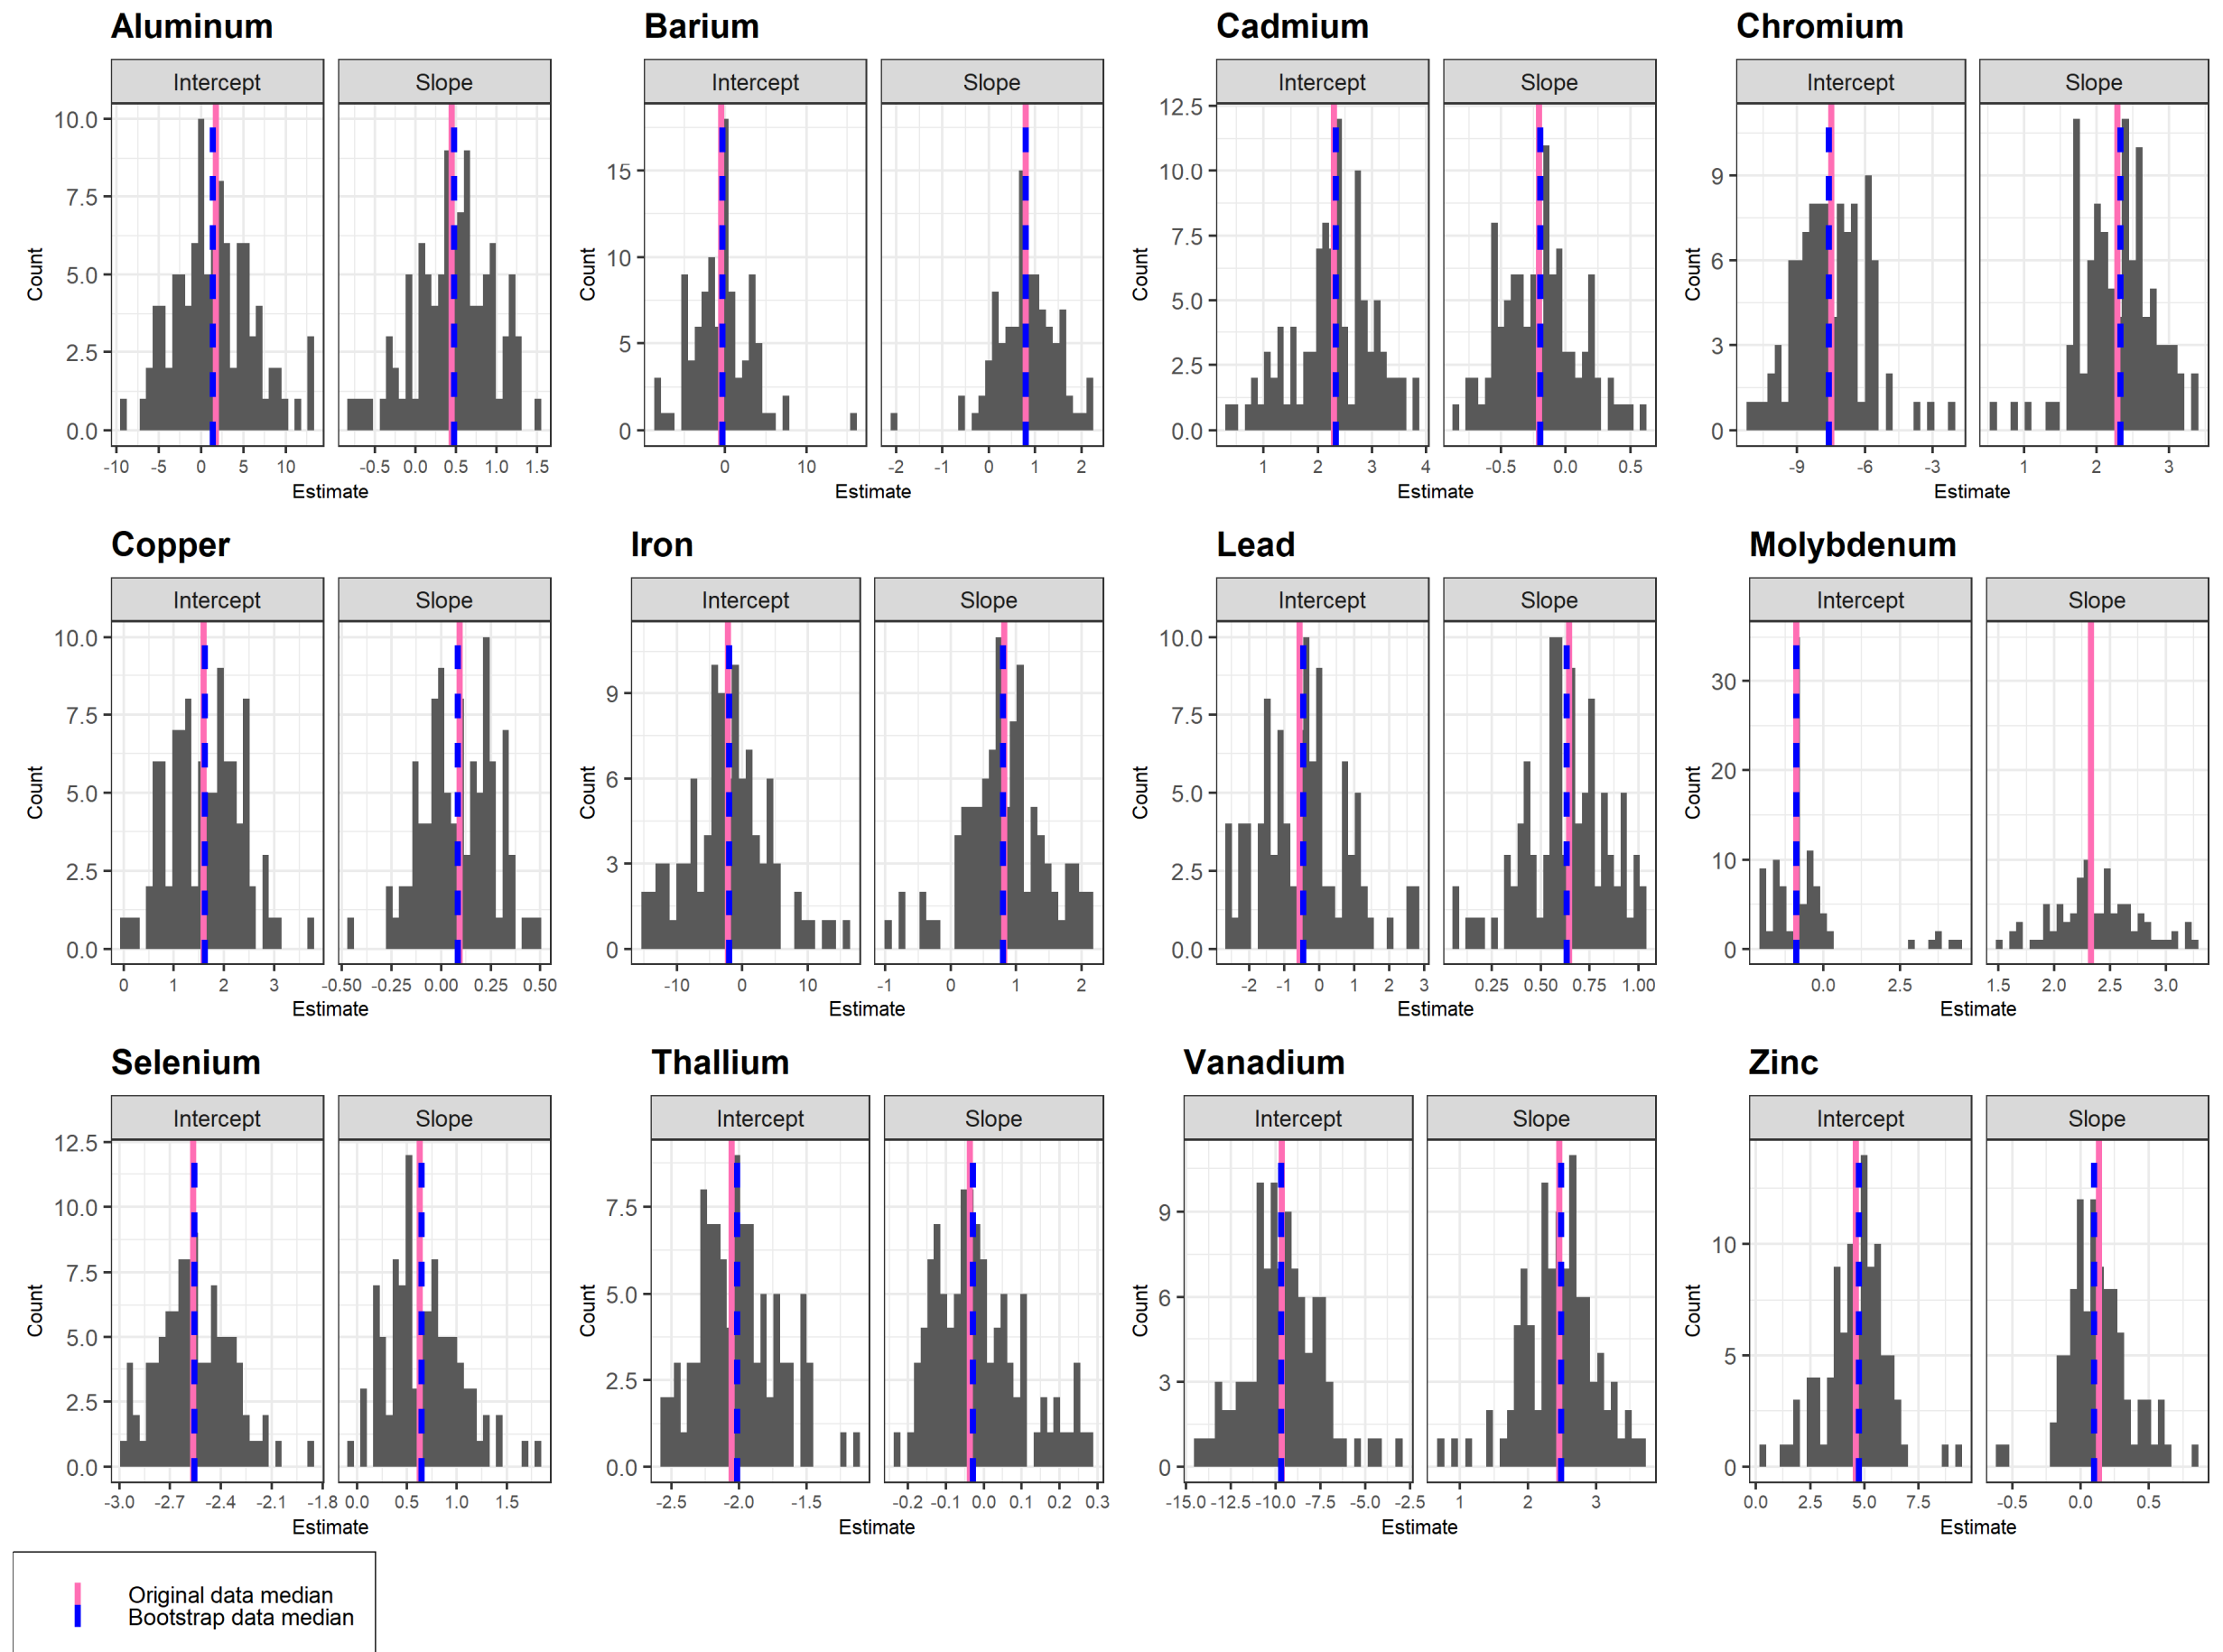 Aluminum Barium Cadmium Chromium
Intercept Slope Intercept Slope Intercept Slope Intercept Slope
Count 10.0 7.5 5.0 2.5 0.0
Count 15 10 5 0
Count 12.5 10.0 7.5 5.0 2.5 0.0
Count 9 6 3 0
-10 -5 0 5 10 -0.5 0.0 0.5 1.0 1.5 0 10 -2 -1 0 1 2 1 2 3 4 -0.5 0.0 0.5 -9 -6 -3 1 2 3
Estimate Estimate Estimate Estimate
Copper Iron Lead Molybdenum
Intercept Slope Intercept Slope Intercept Slope Intercept Slope
Count 10.0 7.5 5.0 2.5 0.0
Count 9 6 3 0
Count 10.0 7.5 5.0 2.5 0.0
Count 30 20 10 0
0 1 2 3 -0.50 -0.25 0.00 0.25 0.50 -10 0 10 -1 0 1 2 -2 -1 0 1 2 3 0.25 0.50 0.75 1.00 0.0 2.5 1.5 2.0 2.5 3.0
Estimate Estimate Estimate Estimate
Selenium Thallium Vanadium Zinc
Intercept Slope Intercept Slope Intercept Slope Intercept Slope
Count 12.5 10.0 7.5 5.0 2.5 0.0
Count 7.5 5.0 2.5 0.0
Count 9 6 3 0
Count 10 5 0
-3.0 -2.7 -2.4 -2.1 -1.8 0.0 0.5 1.0 1.5 -2.5 -2.0 -1.5 -0.2 -0.1 0.0 0.1 0.2 0.3 -15.0 -12.5 -10.0 -7.5 -5.0 -2.5 1 2 3 0.0 2.5 5.0 7.5 -0.5 0.0 0.5
Estimate Estimate Estimate Estimate
Original data median
Bootstrap data median